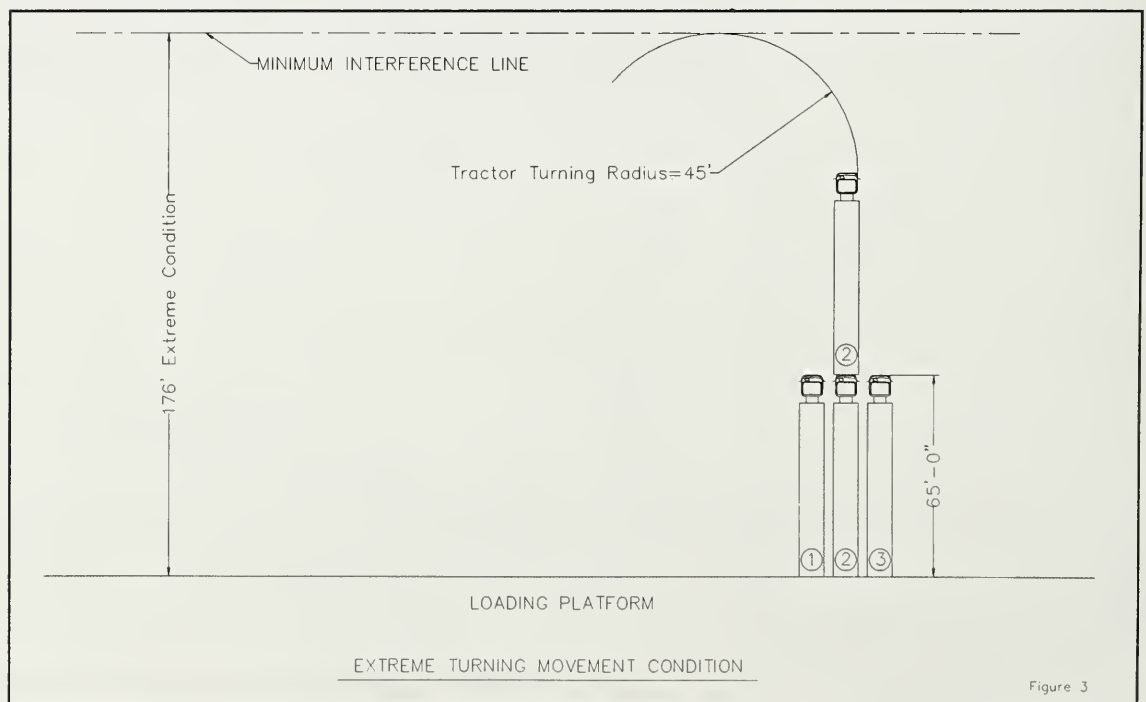 MINIMUM INTERFERENCE LINE
Tractor Turning Radius=45'
176' Extreme Condition
2
65'-0"
1 2 3
LOADING PLATFORM
EXTREME TURNING MOVEMENT CONDITION
Figure 3